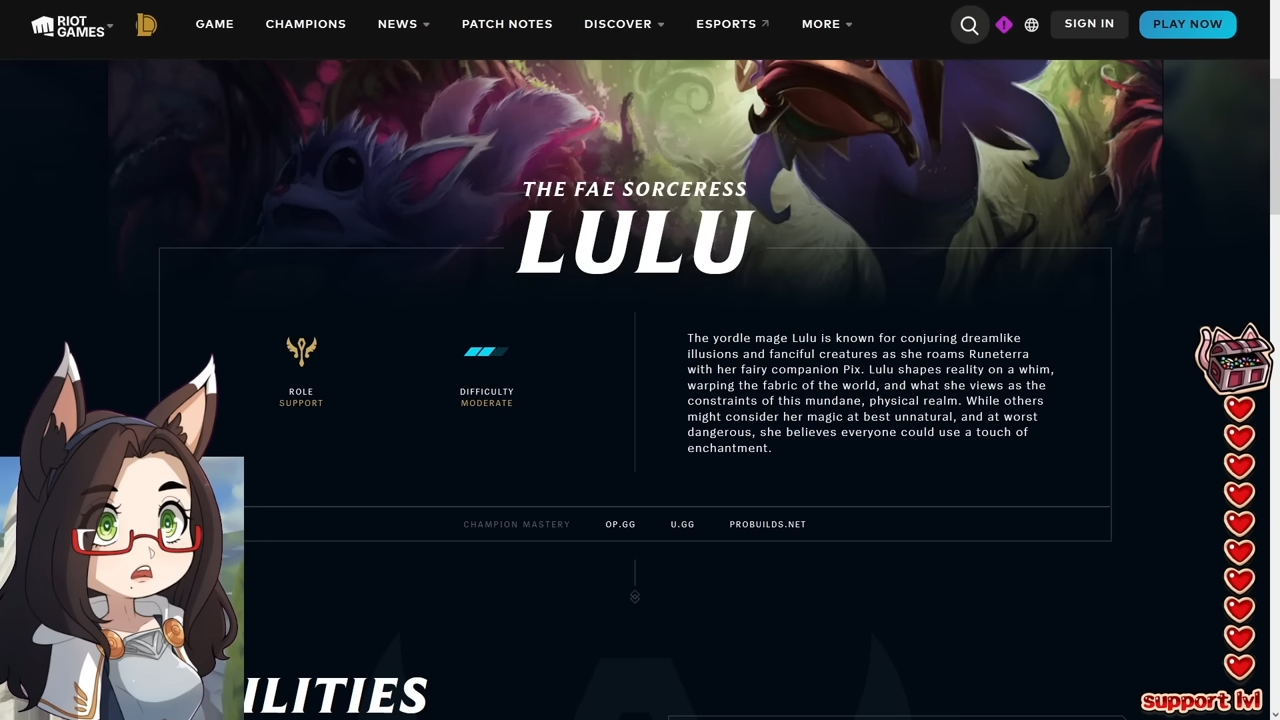 RIOT GAMES
GAME
CHAMPIONS
NEWS
PATCH NOTES
DISCOVER
ESPORTS
MORE
SIGN IN
PLAY NOW
THE FAE SORCERESS
LULU
ROLE
SUPPORT
DIFFICULTY
MODERATE
The yordle mage Lulu is known for conjuring dreamlike
illusions and fanciful creatures as she roams Runeterra
with her fairy companion Pix. Lulu shapes reality on a whim,
warping the fabric of the world, and what she views as the
constraints of this mundane, physical realm. While others
might consider her magic at best unnatural, and at worst
dangerous, she believes everyone could use a touch of
enchantment.
CHAMPION MASTERY
OP.GG
U.GG
PROBUILDS.NET
ILITIES
support lvl